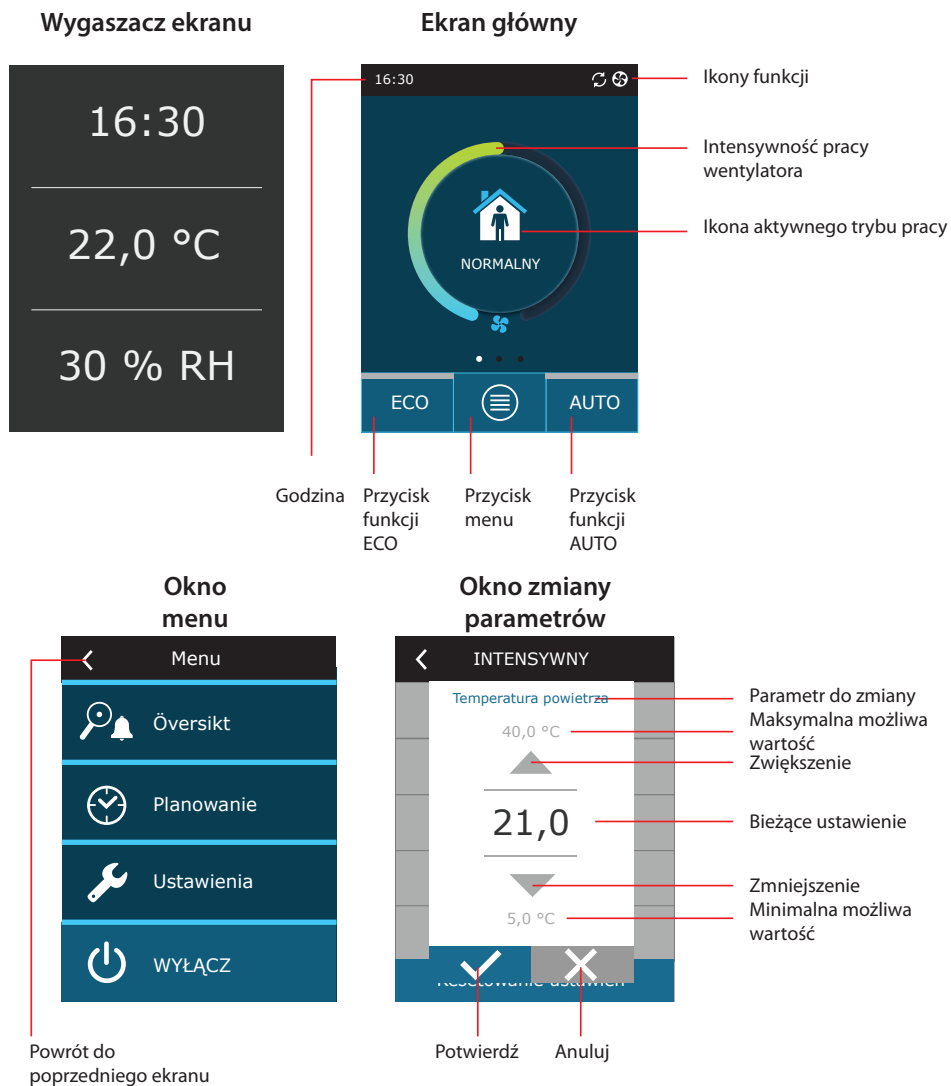 Wygaszacz ekranu
Ekran główny
16:30
22,0 °C
30 % RH
16:30
NORMALNY
ECO
AUTO
Ikony funkcji
Intensywność pracy
wentylatora
Ikona aktywnego trybu pracy
Godzina
Przycisk
funkcji
ECO
Przycisk
menu
Przycisk
funkcji
AUTO
Okno
menu
Okno zmiany
parametrów
Menu
Översikt
Planowanie
Ustawienia
WYŁĄCZ
INTENSYWNY
Temperatura powietrza
40,0 °C
21,0
5,0 °C
Resetowanie ustawień
Parametr do zmiany
Maksymalna możliwa
wartość
Zwiększenie
Bieżące ustawienie
Zmniejszenie
Minimalna możliwa
wartość
Powrót do
poprzedniego ekranu
Potwierdź
Anuluj